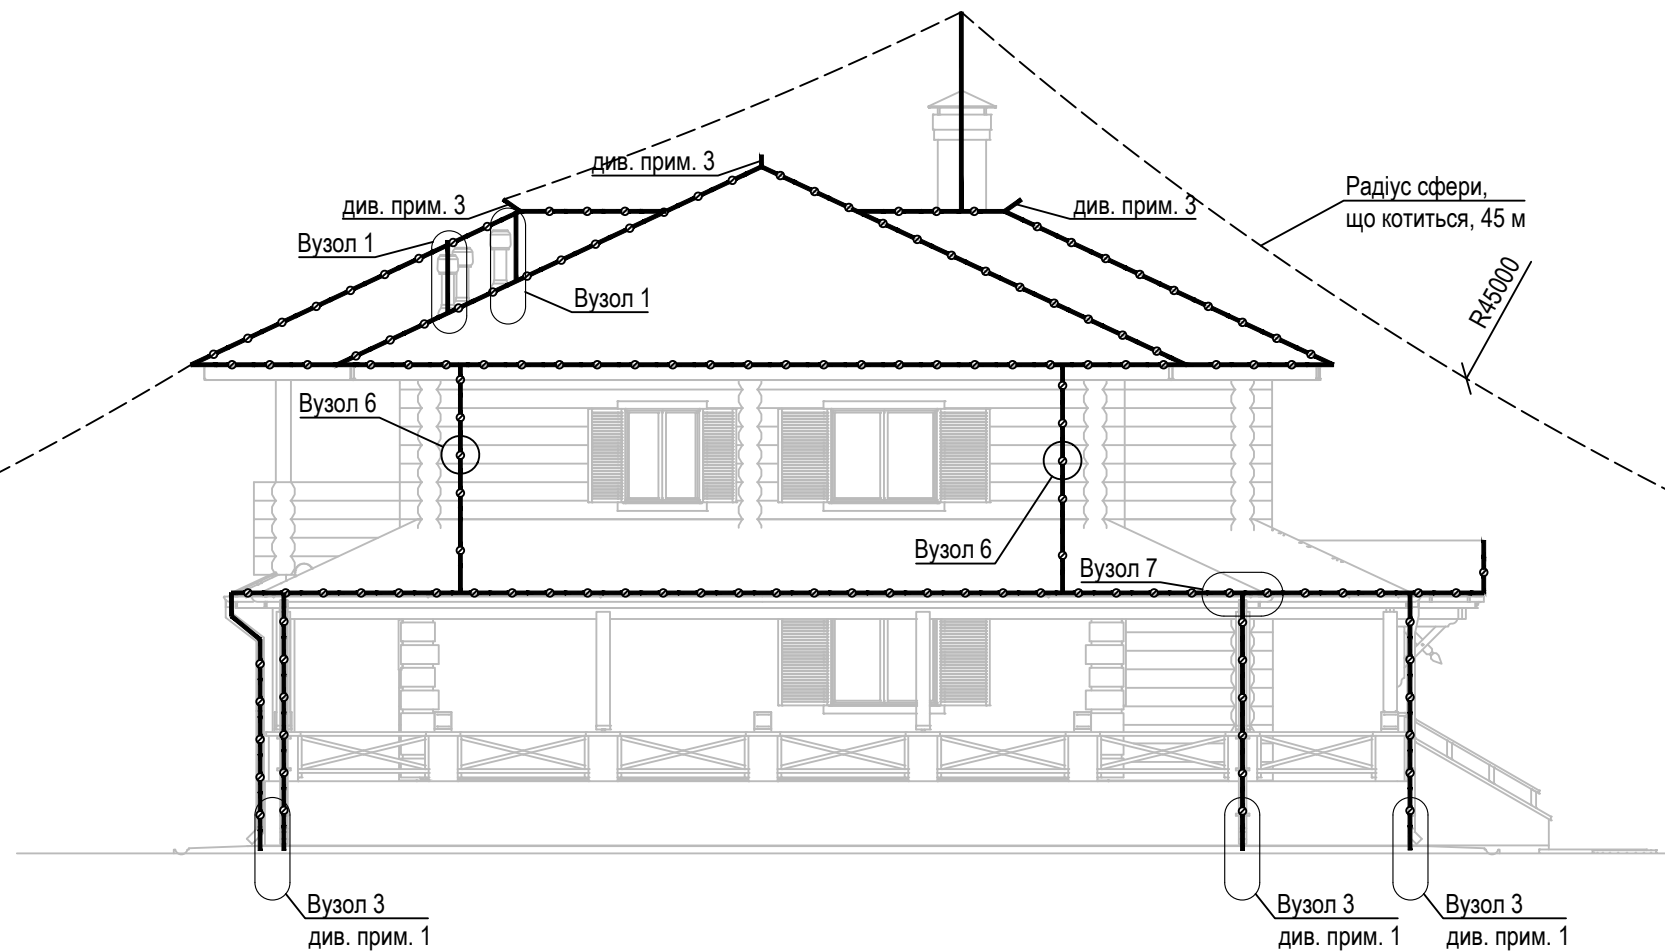 див. прим. 3
Радіус сфери,
що котиться, 45 м
див. прим. 3
див. прим. 3
Вузол 1
R45000
Вузол 1
Вузол 6
Вузол 6
Вузол 7
Вузол 3
див. прим. 1
Вузол 3
див. прим. 1
Вузол 3
див. прим. 1